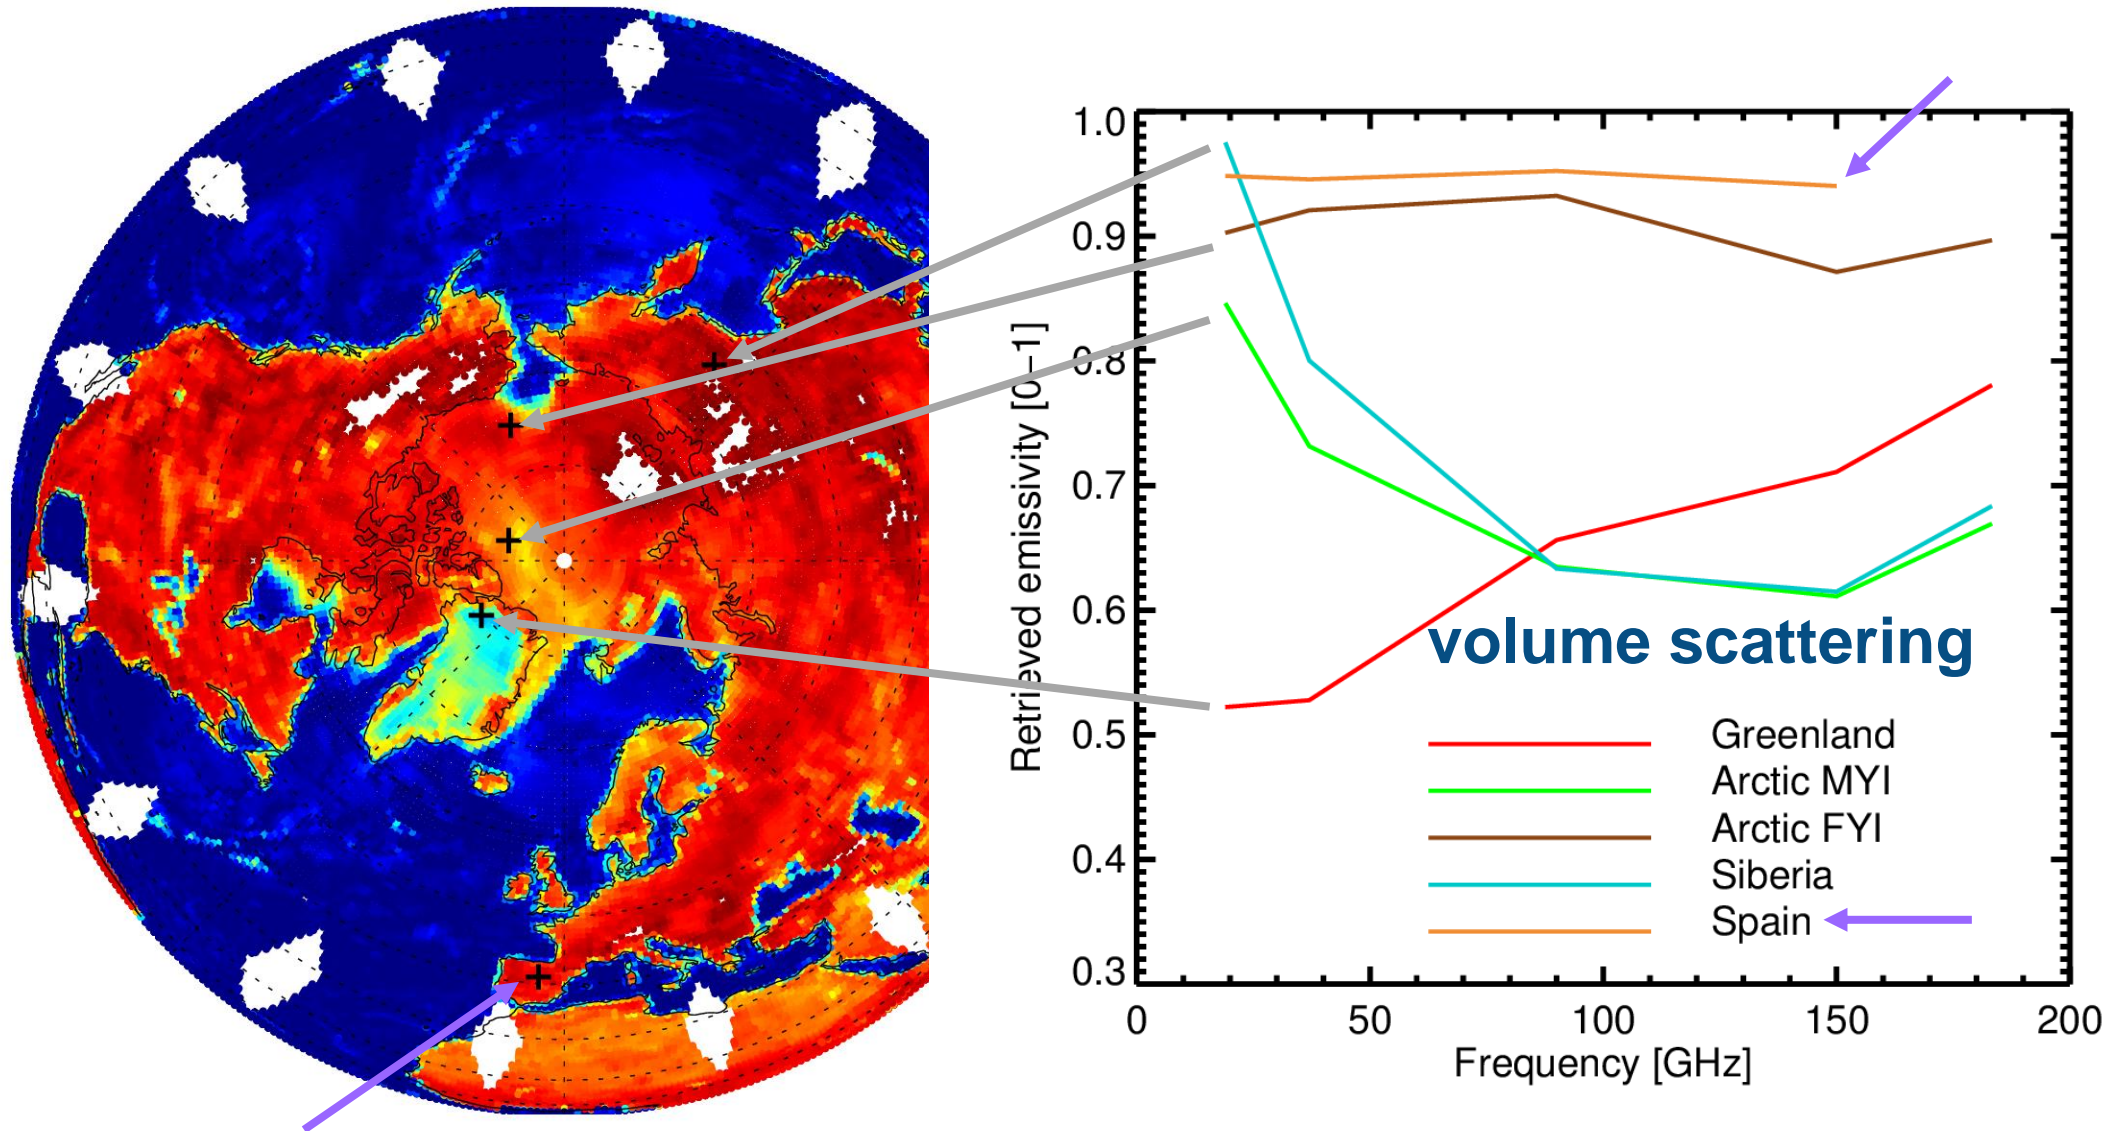 1.0
0.9
0.8
0.7
0.6
0.5
0.4
0.3
Retrieved emissivity [0–1]
volume scattering
Greenland
Arctic MYI
Arctic FYI
Siberia
Spain
0 50 100 150 200
Frequency [GHz]